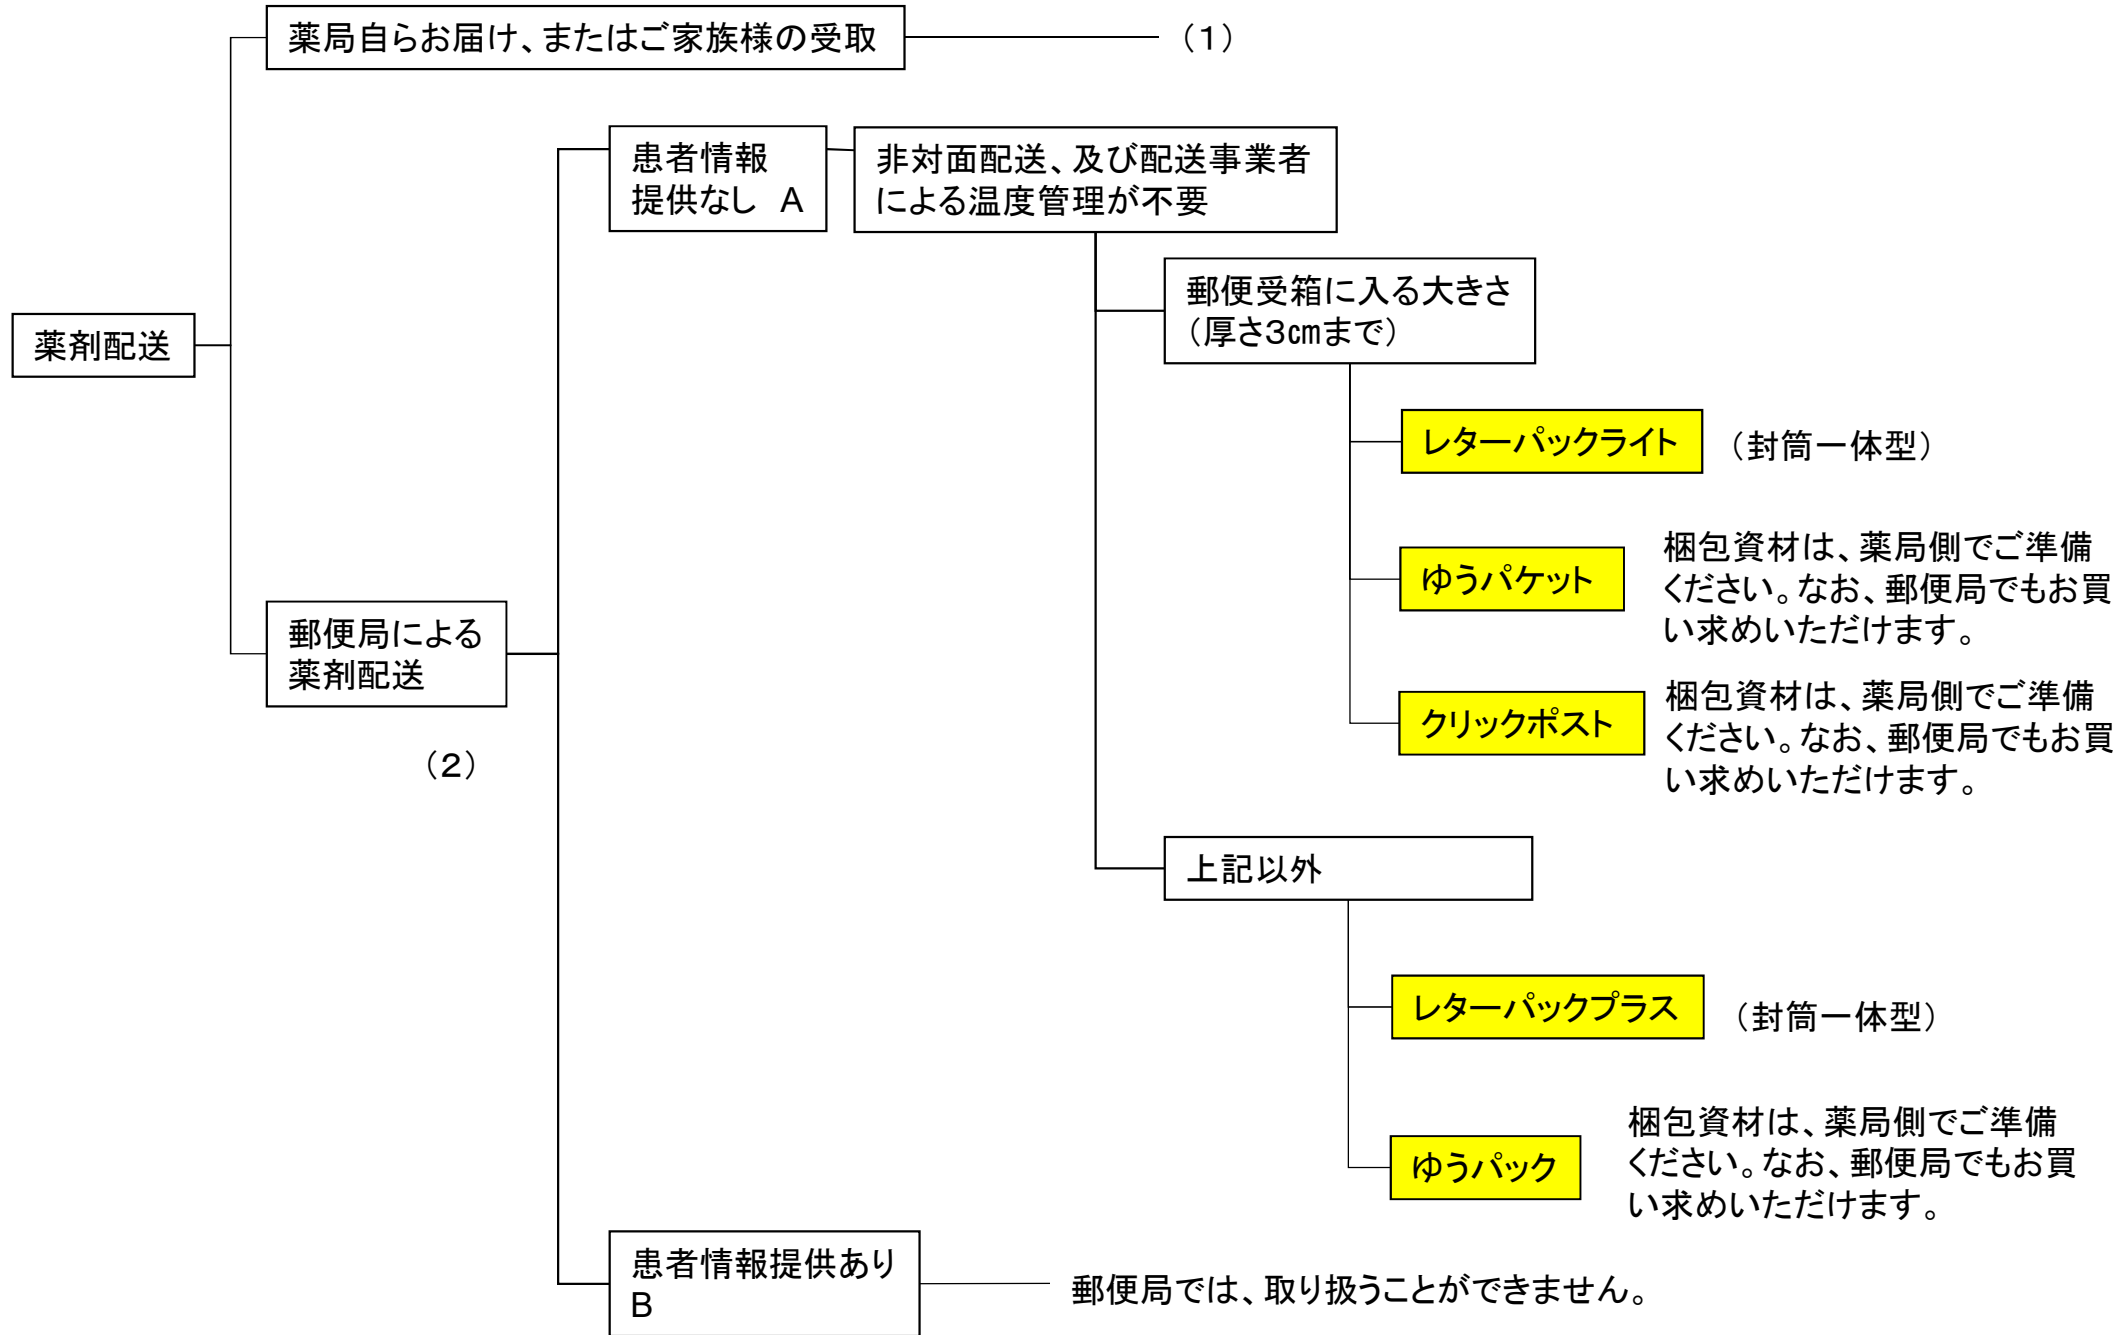 薬局自らお届け、またはご家族様の受取
（１）
患者情報
提供なし　A
非対面配送、及び配送事業者
による温度管理が不要
郵便受箱に入る大きさ
（厚さ3㎝まで）
薬剤配送
レターパックライト
（封筒一体型）
ゆうパケット
梱包資材は、薬局側でご準備
ください。なお、郵便局でもお買
い求めいただけます。
郵便局による
薬剤配送
（２）
クリックポスト
梱包資材は、薬局側でご準備
ください。なお、郵便局でもお買
い求めいただけます。
上記以外
レターパックプラス
（封筒一体型）
ゆうパック
梱包資材は、薬局側でご準備
ください。なお、郵便局でもお買
い求めいただけます。
患者情報提供あり
B
郵便局では、取り扱うことができません。